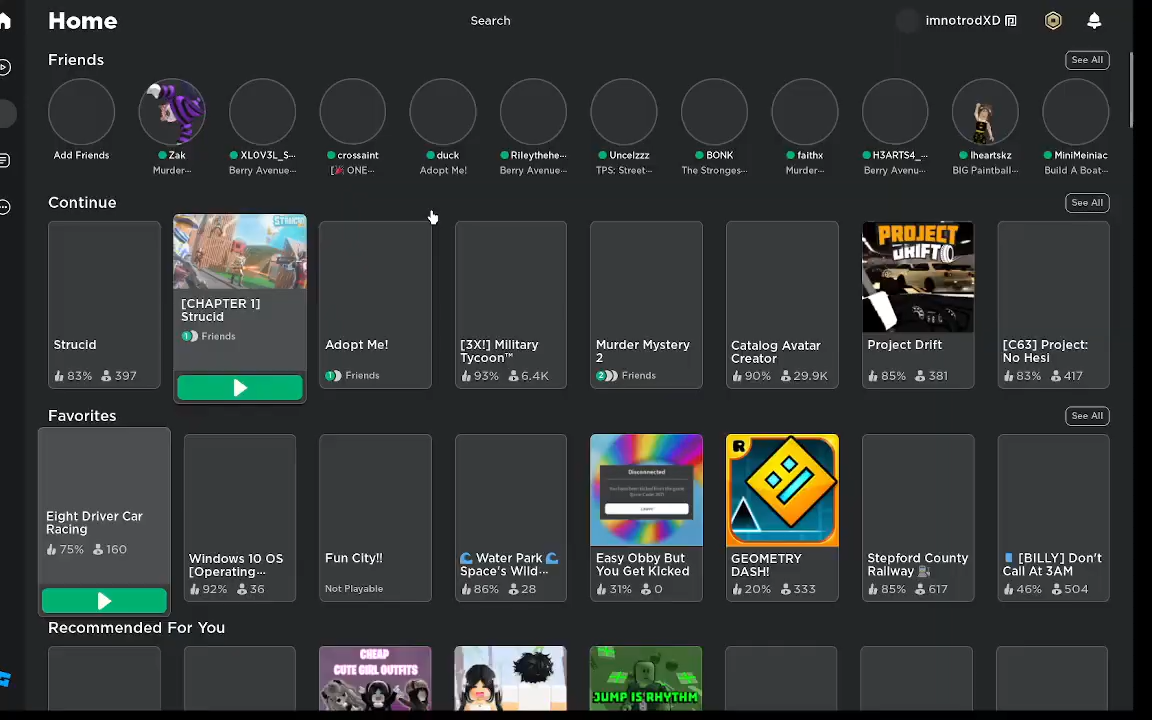 Home
Search
imnotrodXD
Friends
See All
Add Friends
Zak
Murder···
XL0V3L_S···
Berry Avenue···
crossaint
[🎉 ONE···
duck
Adopt Me!
Rileythehe···
Berry Avenue···
Uncelzzz
TPS: Street···
BONK
The Stronges···
faithx
Murder···
H3ARTS4_···
Berry Avenu···
lheartskz
BIG Paintball···
MiniMeiniac
Build A Boat···
Continue
See All
Strucid
83% 397
STRUCID
[CHAPTER 1]
Strucid
1 Friends
Adopt Me!
1 Friends
[3X!] Military
Tycoon™
93% 6.4K
Murder Mystery
2
2 Friends
Catalog Avatar
Creator
90% 29.9K
PROJECT
DRIFT
Project Drift
85% 381
[C63] Project:
No Hesi
83% 417
Favorites
See All
Eight Driver Car
Racing
75% 160
Windows 10 OS
[Operating···
92% 36
Fun City!!
Not Playable
🌊 Water Park 🌊
Space's Wild···
86% 28
Disconnected
Easy Obby But
You Get Kicked
31% 0
R
GEOMETRY
DASH!
20% 333
Stepford County
Railway 🚉
85% 617
[BILLY] Don't
Call At 3AM
46% 504
Recommended For You
CHEAP
CUTE GIRL OUTFITS
JUMP IS RHYTHM